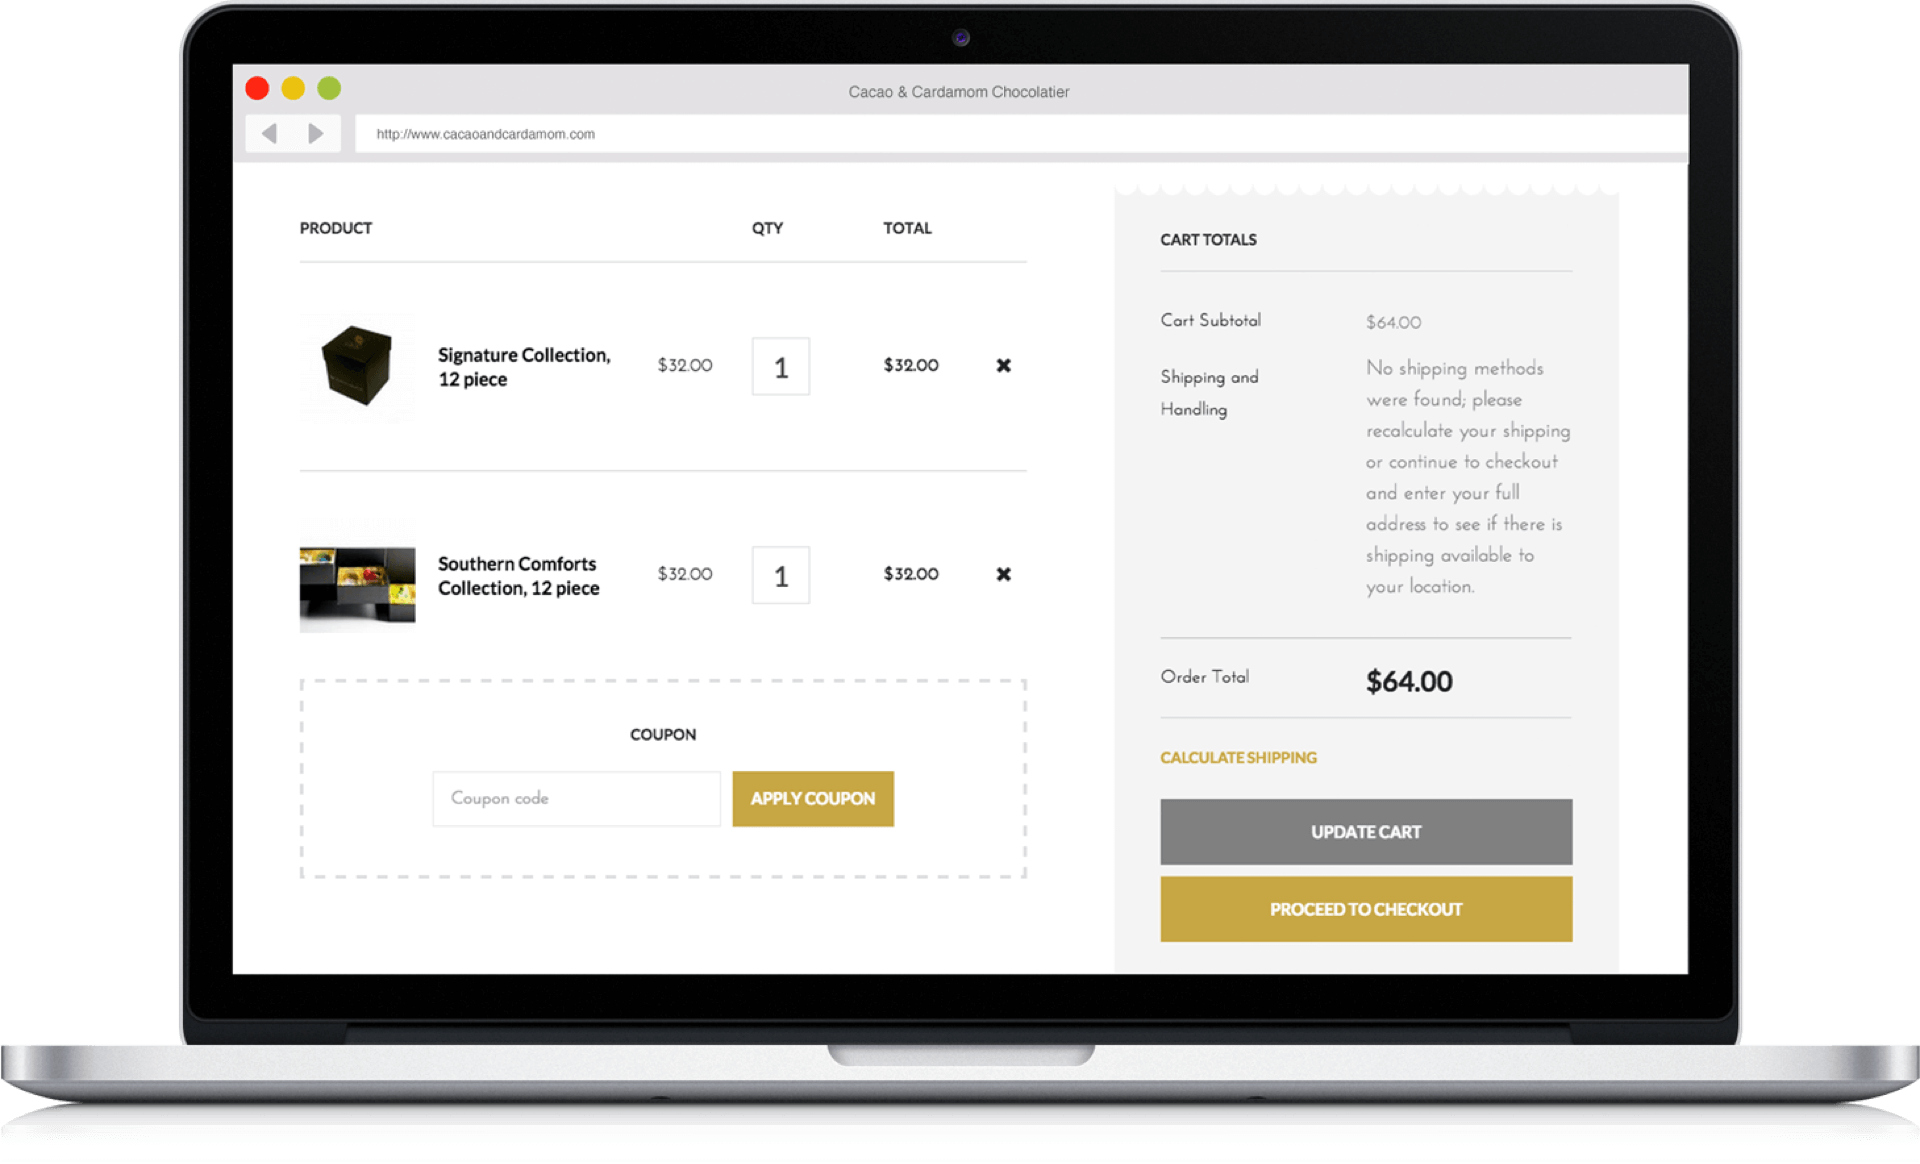 Cacao & Cardamom Chocolatier
http://www.cacaoandcardamom.com
PRODUCT QTY TOTAL
Signature Collection,
12 piece
$32.00 1 $32.00 ✖
Southern Comforts
Collection, 12 piece
$32.00 1 $32.00 ✖
COUPON
Coupon code APPLY COUPON
CART TOTALS
Cart Subtotal $64.00
Shipping and
Handling
No shipping methods
were found; please
recalculate your shipping
or continue to checkout
and enter your full
address to see if there is
shipping available to
your location.
Order Total $64.00
CALCULATE SHIPPING
UPDATE CART
PROCEED TO CHECKOUT